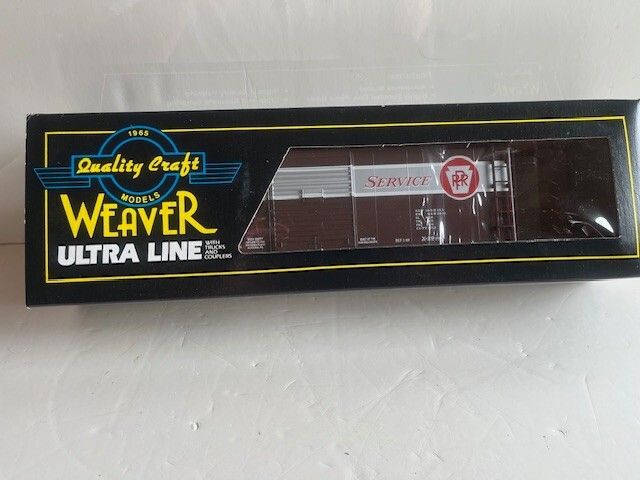 1965
Quality Craft
MODELS
WEAVER
ULTRA LINE
WITH
TRUCKS
AND
COUPLERS
SERVICE
PRR